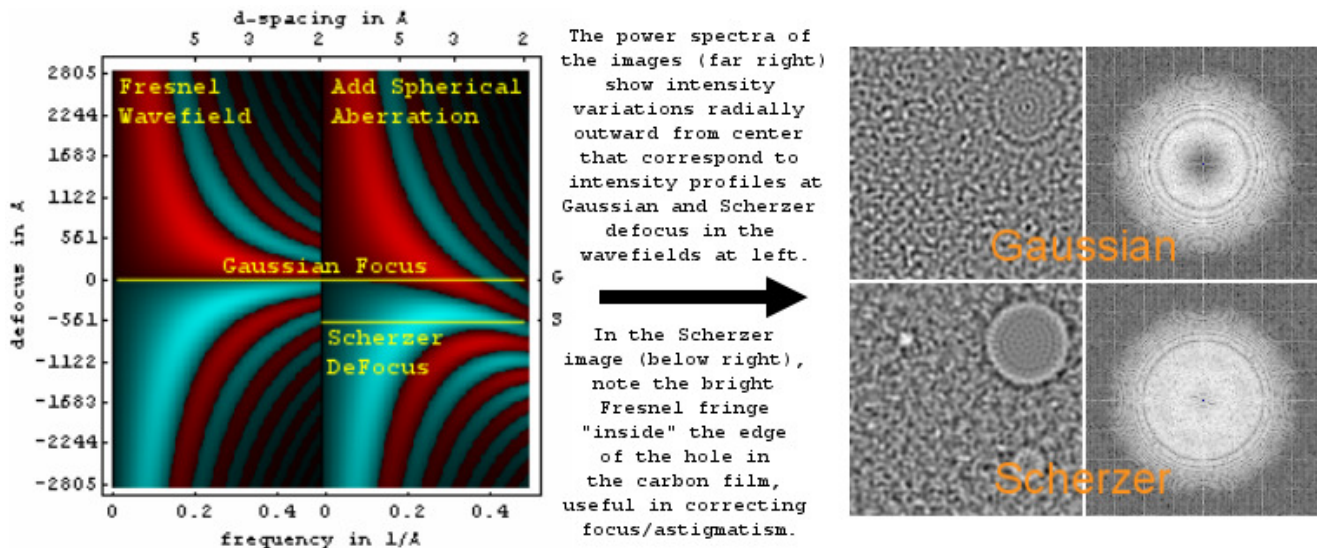 d-spacing in Å
5 3 2 5 3 2
2805
2244
1683
1122
561
0
-561
-1122
-1683
-2244
-2805
defocus in Å
Fresnel
Wavefield
Add Spherical
Aberration
Gaussian Focus
G
S
Scherzer
DeFocus
0 0.2 0.4 0 0.2 0.4
frequency in 1/Å
The power spectra of
the images (far right)
show intensity
variations radially
outward from center
that correspond to
intensity profiles at
Gaussian and Scherzer
defocus in the
wavefields at left.
In the Scherzer
image (below right),
note the bright
Fresnel fringe
"inside" the edge
of the hole in
the carbon film,
useful in correcting
focus/astigmatism.
Gaussian
Scherzer